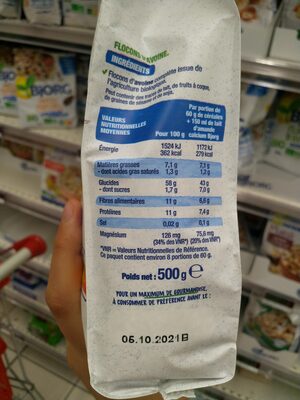 FLOCONS D'AVOINE.
INGRÉDIENTS
Flocons d'avoine complète issue de
l'agriculture biologique.
Peut contenir des traces de lait, de fruits à coque,
de graines de sésame et de soja.
VALEURS
NUTRITIONNELLES
MOYENNES
Pour 100 g
Par portion de
60 g de céréales
+ 150 ml de lait
d'amande
calcium Bjorg
Énergie 1524 kJ 1172 kJ
362 kcal 279 kcal
Matières grasses 7,1 g 7,1 g
- dont acides gras saturés 1,3 g 1,2 g
Glucides 58 g 43 g
- dont sucres 1,7 g 7,0 g
Fibres alimentaires 11 g 6,6 g
Protéines 11 g 7,4 g
Sel 0,02 g 0,1 g
Magnésium 126 mg 75,6 mg
(34% des VNR*) (20% des VNR*)
*VNR = Valeurs Nutritionnelles de Référence.
Ce paquet contient environ 8 portions de 60 g.
Poids net : 500 g e
POUR UN MAXIMUM DE GOURMANDISE,
À CONSOMMER DE PRÉFÉRENCE AVANT LE :
05.10.2021B
BJORG